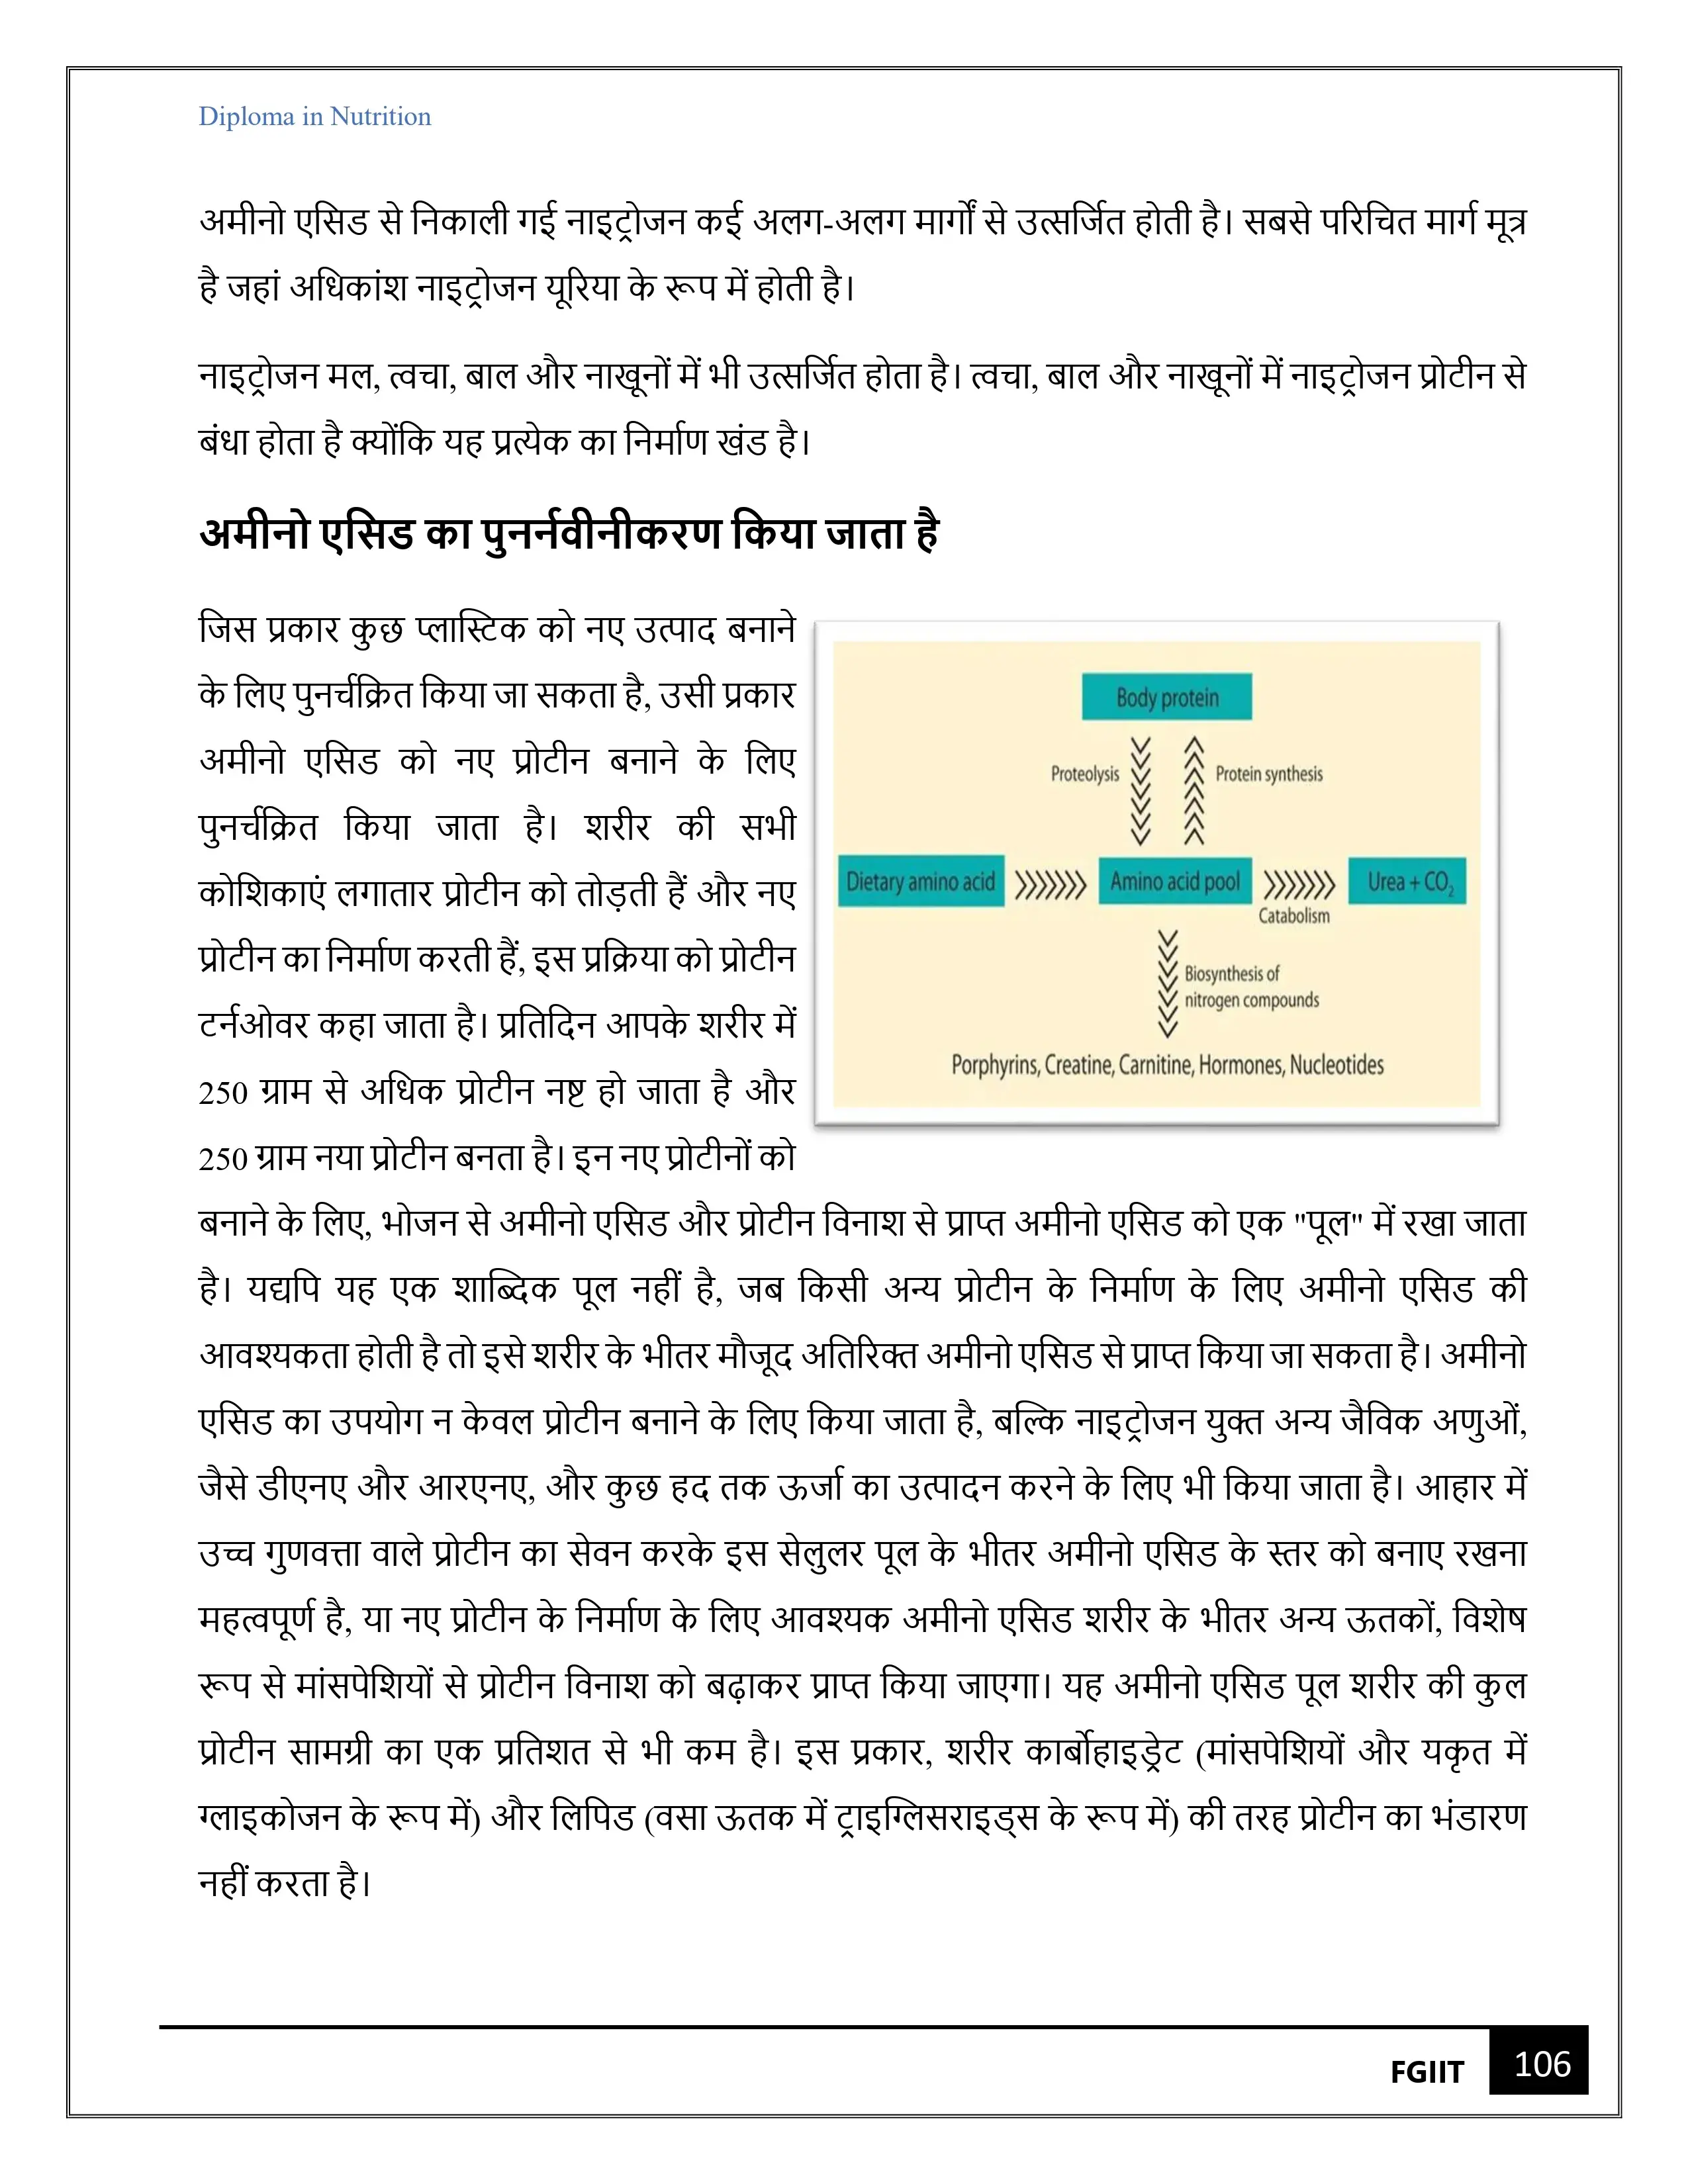 Diploma in Nutrition
अमीनो एसिड से निकाली गई नाइट्रोजन कई अलग-अलग मार्गों से उत्सर्जित होती है। सबसे परिचित मार्ग मूत्र
है जहां अधिकांश नाइट्रोजन यूरिया के रूप में होती है।
नाइट्रोजन मल, त्वचा, बाल और नाखूनों में भी उत्सर्जित होता है। त्वचा, बाल और नाखूनों में नाइट्रोजन प्रोटीन से
बंधा होता है क्योंकि यह प्रत्येक का निर्माण खंड है।
अमीनो एसिड का पुनर्नवीनीकरण किया जाता है
जिस प्रकार कुछ प्लास्टिक को नए उत्पाद बनाने
के लिए पुनर्चक्रित किया जा सकता है, उसी प्रकार
अमीनो एसिड को नए प्रोटीन बनाने के लिए
पुनर्चक्रित किया जाता है। शरीर की सभी
कोशिकाएं लगातार प्रोटीन को तोड़ती हैं और नए
प्रोटीन का निर्माण करती हैं, इस प्रक्रिया को प्रोटीन
टर्नओवर कहा जाता है। प्रतिदिन आपके शरीर में
250 ग्राम से अधिक प्रोटीन नष्ट हो जाता है और
250 ग्राम नया प्रोटीन बनता है। इन नए प्रोटीनों को
Body protein
Proteolysis
Protein synthesis
Dietary amino acid
Amino acid pool
Urea + CO₂
Catabolism
Biosynthesis of
nitrogen compounds
Porphyrins, Creatine, Carnitine, Hormones, Nucleotides
बनाने के लिए, भोजन से अमीनो एसिड और प्रोटीन विनाश से प्राप्त अमीनो एसिड को एक "पूल" में रखा जाता
है। यद्यपि यह एक शाब्दिक पूल नहीं है, जब किसी अन्य प्रोटीन के निर्माण के लिए अमीनो एसिड की
आवश्यकता होती है तो इसे शरीर के भीतर मौजूद अतिरिक्त अमीनो एसिड से प्राप्त किया जा सकता है। अमीनो
एसिड का उपयोग न केवल प्रोटीन बनाने के लिए किया जाता है, बल्कि नाइट्रोजन युक्त अन्य जैविक अणुओं,
जैसे डीएनए और आरएनए, और कुछ हद तक ऊर्जा का उत्पादन करने के लिए भी किया जाता है। आहार में
उच्च गुणवत्ता वाले प्रोटीन का सेवन करके इस सेलुलर पूल के भीतर अमीनो एसिड के स्तर को बनाए रखना
महत्वपूर्ण है, या नए प्रोटीन के निर्माण के लिए आवश्यक अमीनो एसिड शरीर के भीतर अन्य ऊतकों, विशेष
रूप से मांसपेशियों से प्रोटीन विनाश को बढ़ाकर प्राप्त किया जाएगा। यह अमीनो एसिड पूल शरीर की कुल
प्रोटीन सामग्री का एक प्रतिशत से भी कम है। इस प्रकार, शरीर कार्बोहाइड्रेट (मांसपेशियों और यकृत में
ग्लाइकोजन के रूप में) और लिपिड (वसा ऊतक में ट्राइग्लिसराइड्स के रूप में) की तरह प्रोटीन का भंडारण
नहीं करता है।
FGIIT 106